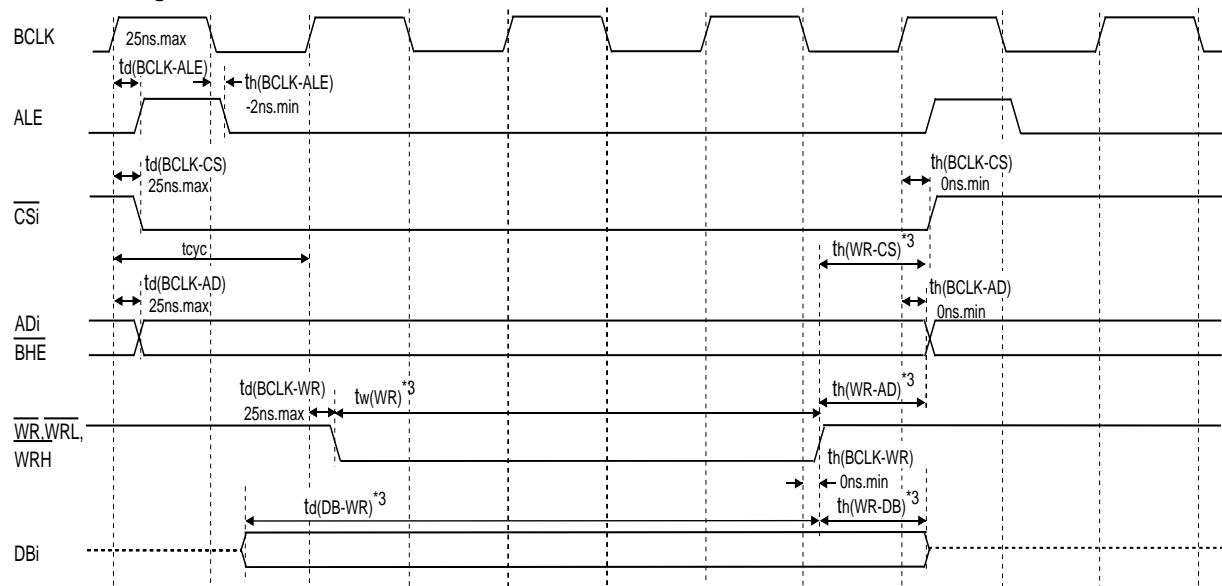 BCLK
25ns.max
td(BCLK-ALE)
th(BCLK-ALE)
-2ns.min
ALE
td(BCLK-CS)
25ns.max
th(BCLK-CS)
0ns.min
CSi
tcyc
th(WR-CS)*3
td(BCLK-AD)
25ns.max
th(BCLK-AD)
0ns.min
ADi
BHE
td(BCLK-WR)
25ns.max
tw(WR)*3
th(WR-AD)*3
WR,WRL,
WRH
th(BCLK-WR)
0ns.min
td(DB-WR)*3
th(WR-DB)*3
DBi